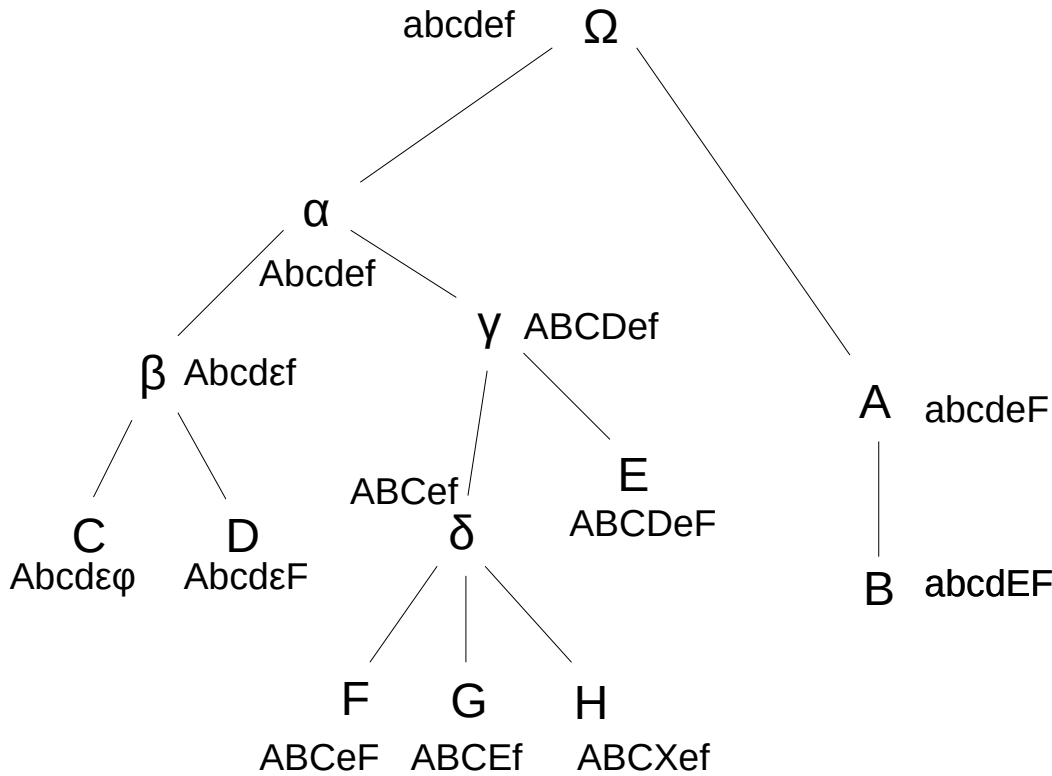 abcdef Ω
α
Abcdef
γ ABCDef
β Abcdεf
A abcdeF
ABCef
E
ABCDeF
δ
C
Abcdεφ
D
AbcdεF
B abcdEF
F
ABCeF
G
ABCEf
H
ABCXef